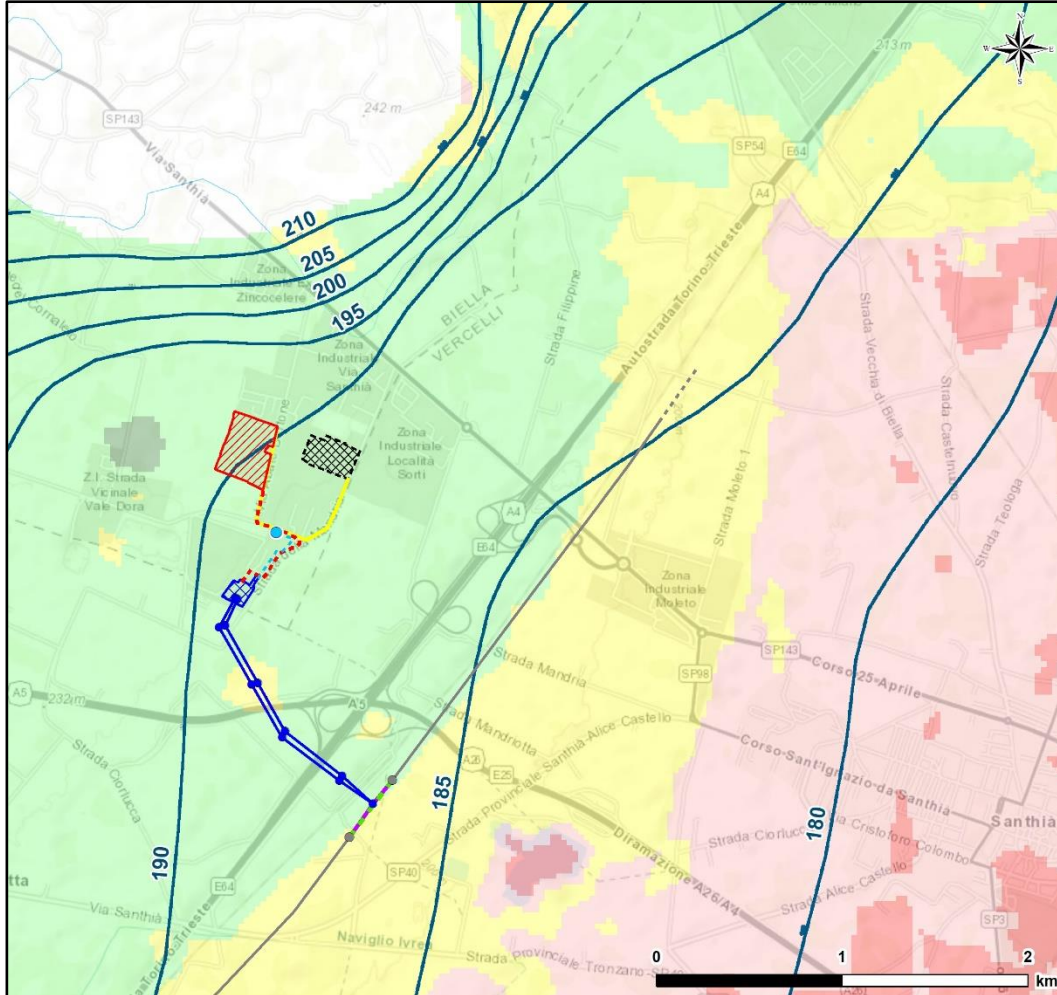 N
W
E
S
213 m
242 m
SP143
Via Santhià
SP54
E64
A4
210
205
200
195
Zona
Industriale
Zincocetere
BIELLA
VERCELLI
Zona
Industriale
Via
Santhià
Strada Filippine
Autostrada Torino-Trieste
Strada Vecchia di Biella
Strada Castelnuovo
Strada Teologa
Z.I. Strada
Vicinale
Vale Dora
Zona
Industriale
Località
Sorti
Strada Moleto 1
A4
E64
Zona
Industriale
Moleto
SP143
Corso 25 Aprile
SP98
Strada Mandria
A5
232 m
A5
Strada Mandriotta
Strada Ciorlucca
A26
E25
Strada Provinciale Santhià Alice Castello
Corso Sant'Ignazio da Santhià
185
180
190
Diramazione A26/A4
Strada Ciorlucca
Via Cristoforo Colombo
Santhià
Strada Alice Castello
SP40
E64
Via Santhià
Naviglio Ivrea
Strada Provinciale Tronzano-SP40
SP3
0
1
2
km